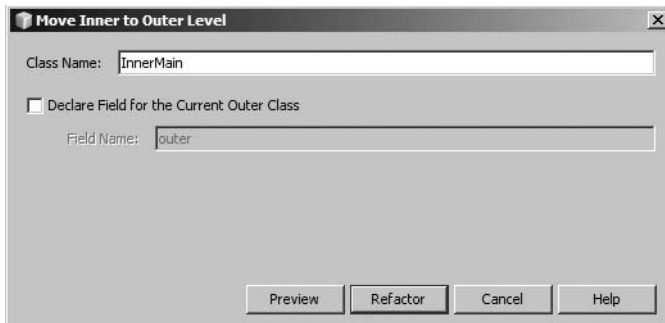 Move Inner to Outer Level
Class Name: InnerMain
Declare Field for the Current Outer Class
Field Name: outer
Preview Refactor Cancel Help